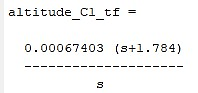 altitude_Cl_tf =
0.00067403 (s+1.784)
--------------------
s